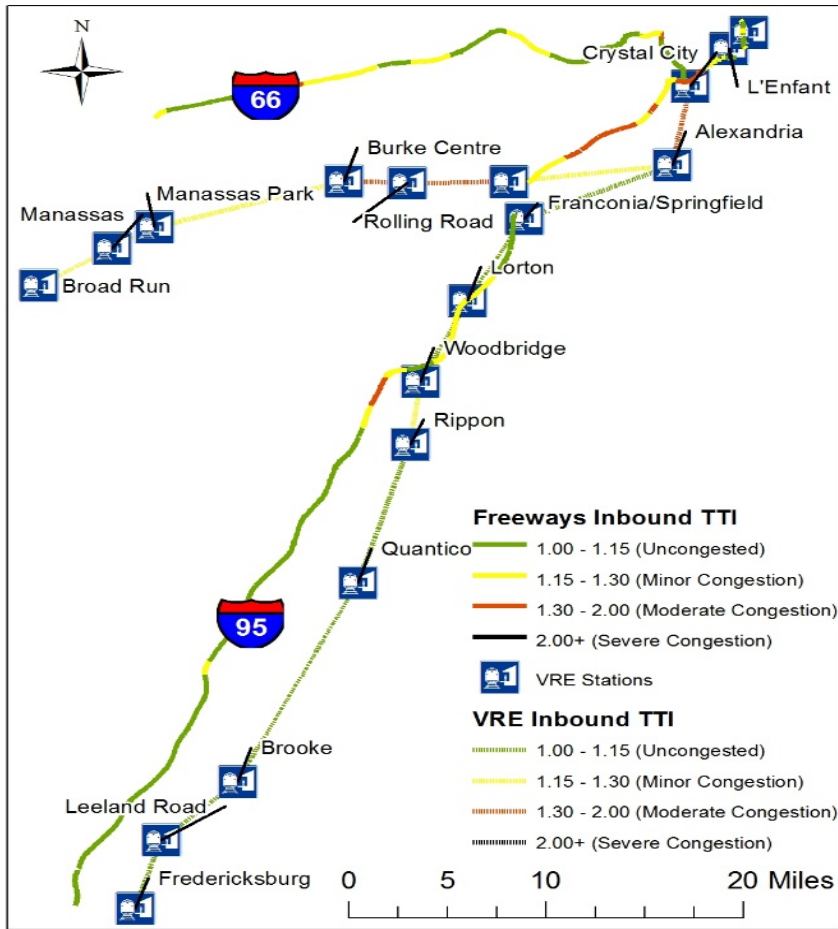 N
Crystal City
L'Enfant
66
Alexandria
Burke Centre
Manassas Park
Manassas
Rolling Road
Franconia/Springfield
Broad Run
Lorton
Woodbridge
Rippon
Quantico
95
Brooke
Leeland Road
Fredericksburg
Freeways Inbound TTI
1.00 - 1.15 (Uncongested)
1.15 - 1.30 (Minor Congestion)
1.30 - 2.00 (Moderate Congestion)
2.00+ (Severe Congestion)
VRE Stations
VRE Inbound TTI
1.00 - 1.15 (Uncongested)
1.15 - 1.30 (Minor Congestion)
1.30 - 2.00 (Moderate Congestion)
2.00+ (Severe Congestion)
0 5 10 20 Miles